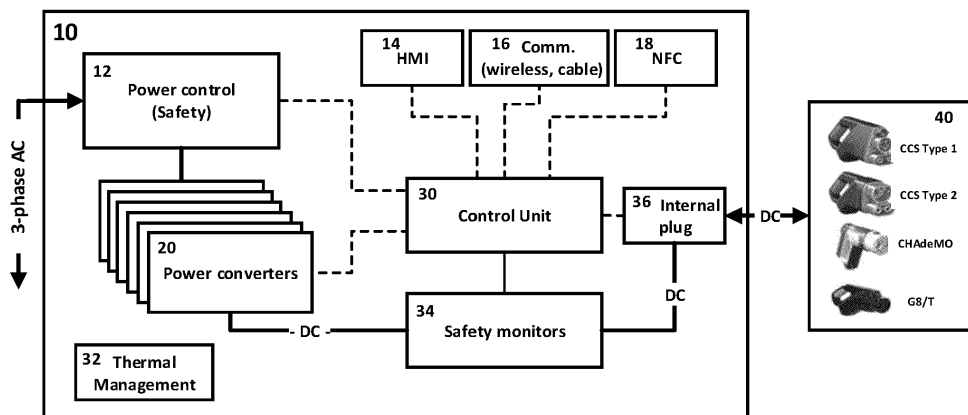 10
12
Power control
(Safety)
14
HMI
16 Comm.
(wireless, cable)
18
NFC
3-phase AC
20
Power converters
30
Control Unit
36 Internal
plug
DC
40
CCS Type 1
CCS Type 2
CHAdeMO
G8/T
DC
- DC -
34
Safety monitors
32 Thermal
Management